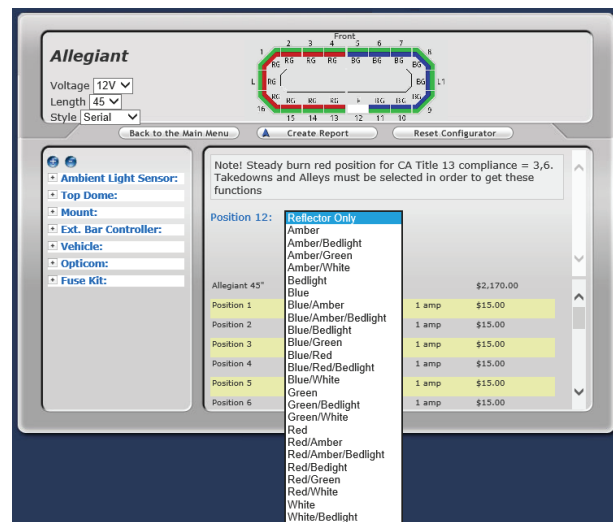 Allegiant
Voltage 12V
Length 45
Style Serial
Front
1 2 3 4 5 6 7 8
RG RG RG RG BG BG BG BG
L RG BG L1
RG RG RG RG BG BG BG
16 15 14 13 12 11 10 9
Back to the Main Menu
Create Report
Reset Configurator
Ambient Light Sensor:
Top Dome:
Mount:
Ext. Bar Controller:
Vehicle:
Opticom:
Fuse Kit:
Note! Steady burn red position for CA Title 13 compliance = 3,6.
Takedowns and Alleys must be selected in order to get these
functions
Position 12:
Reflector Only
Amber
Amber/Bedlight
Amber/Green
Amber/White
Bedlight
Blue
Blue/Amber
Blue/Amber/Bedlight
Blue/Bedlight
Blue/Green
Blue/Red
Blue/Red/Bedlight
Blue/White
Green
Green/Bedlight
Green/White
Red
Red/Amber
Red/Amber/Bedlight
Red/Bedight
Red/Green
Red/White
White
White/Bedlight
Allegiant 45" $2,170.00
Position 1 1 amp $15.00
Position 2 1 amp $15.00
Position 3 1 amp $15.00
Position 4 1 amp $15.00
Position 5 1 amp $15.00
Position 6 1 amp $15.00